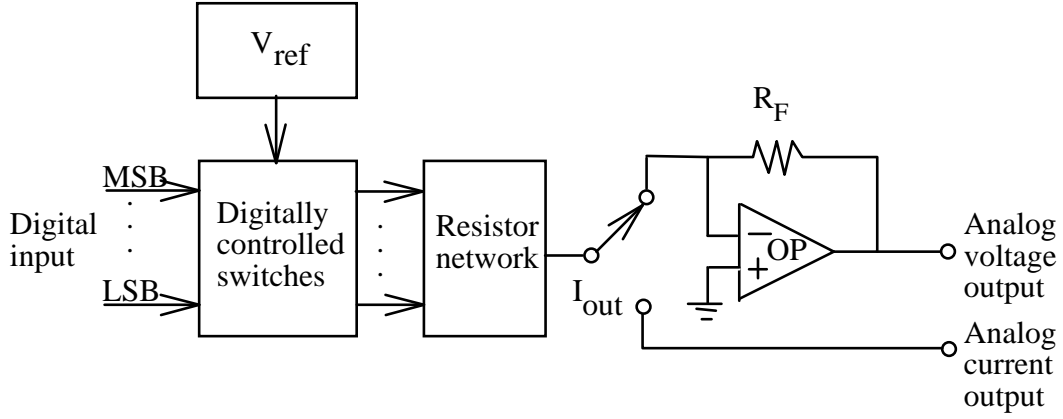 V_ref
R_F
MSB
Digital
input
LSB
Digitally
controlled
switches
Resistor
network
I_out
− OP
+
Analog
voltage
output
Analog
current
output